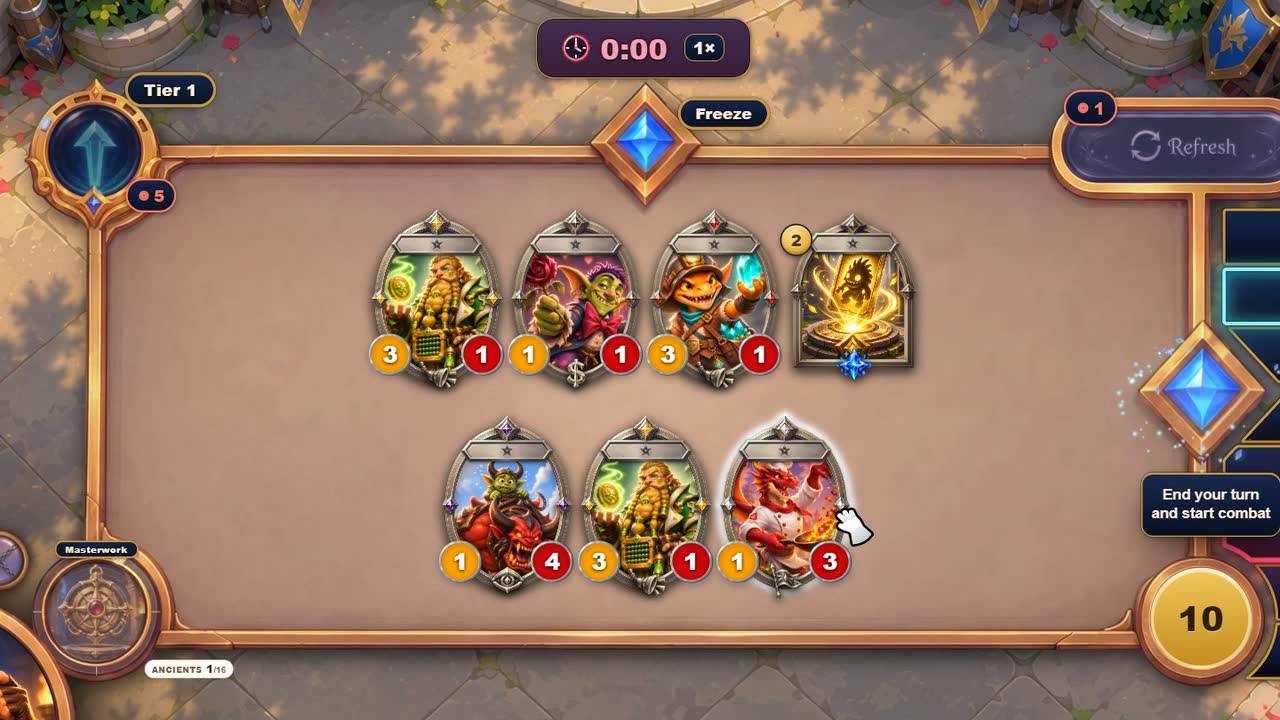 0:00 1×
Tier 1
Freeze
1
Refresh
5
2
3 1 1 1 3 1
1 4 3 1 1 3
End your turn
and start combat
Masterwork
10
ANCIENTS 1/16